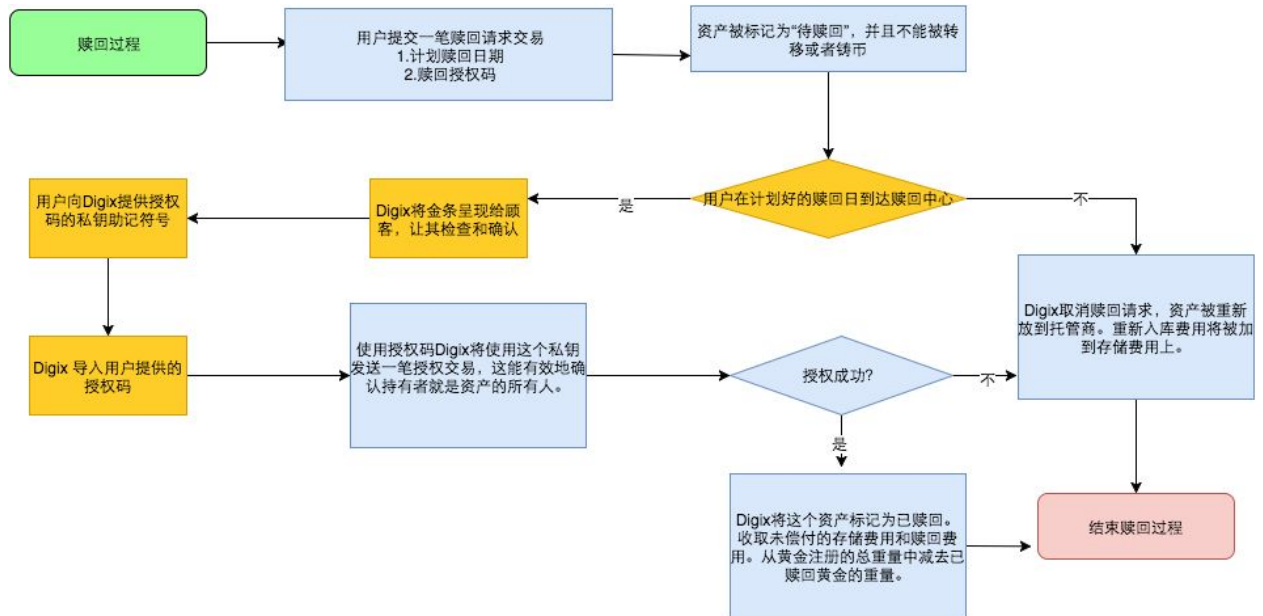 赎回过程
用户提交一笔赎回请求交易
1.计划赎回日期
2.赎回授权码
资产被标记为“待赎回”，并且不能被转
移或者铸币
用户在计划好的赎回日到达赎回中心
是
不
Digix将金条呈现给顾
客，让其检查和确认
用户向Digix提供授权
码的私钥助记符号
Digix 导入用户提供的
授权码
使用授权码Digix将使用这个私钥
发送一笔授权交易，这能有效地确
认持有者就是资产的所有人。
授权成功？
不
是
Digix取消赎回请求，资产被重新
放到托管商。重新入库费用将被加
到存储费用上。
Digix将这个资产标记为已赎回。
收取未偿付的存储费用和赎回费
用。从黄金注册的总重量中减去已
赎回黄金的重量。
结束赎回过程